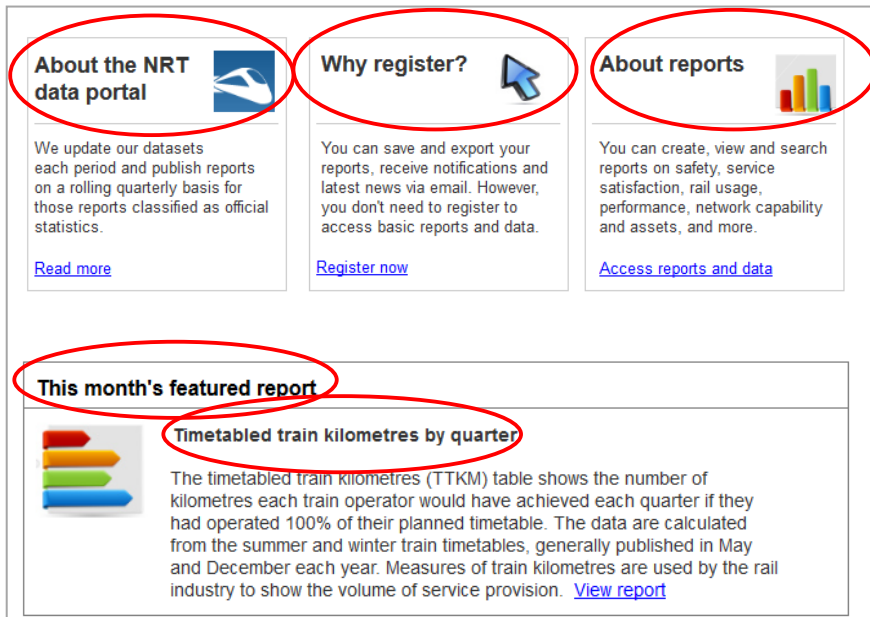 About the NRT
data portal
We update our datasets
each period and publish reports
on a rolling quarterly basis for
those reports classified as official
statistics.
Read more
Why register?
You can save and export your
reports, receive notifications and
latest news via email. However,
you don't need to register to
access basic reports and data.
Register now
About reports
You can create, view and search
reports on safety, service
satisfaction, rail usage,
performance, network capability
and assets, and more.
Access reports and data
This month's featured report
Timetabled train kilometres by quarter
The timetabled train kilometres (TTKM) table shows the number of
kilometres each train operator would have achieved each quarter if they
had operated 100% of their planned timetable. The data are calculated
from the summer and winter train timetables, generally published in May
and December each year. Measures of train kilometres are used by the rail
industry to show the volume of service provision. View report